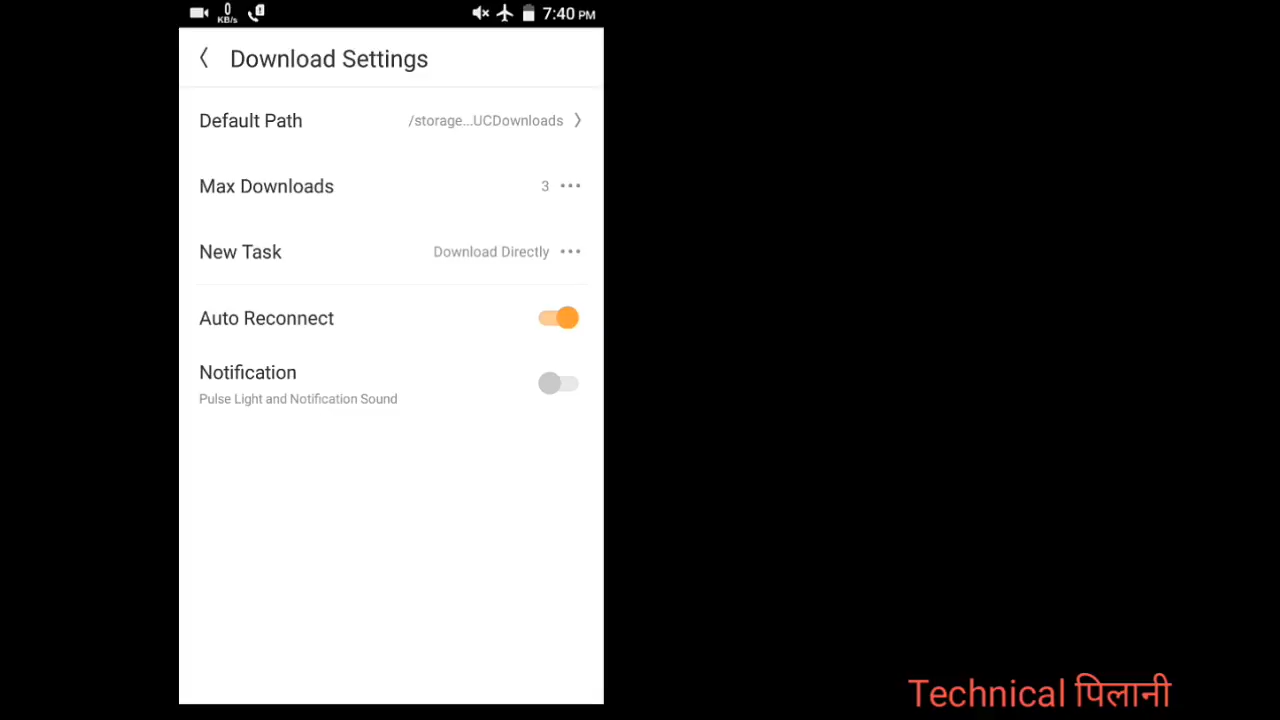 0 KB/s 7:40 PM
Download Settings
Default Path /storage...UCDownloads
Max Downloads 3
New Task Download Directly
Auto Reconnect
Notification
Pulse Light and Notification Sound
Technical पिलानी